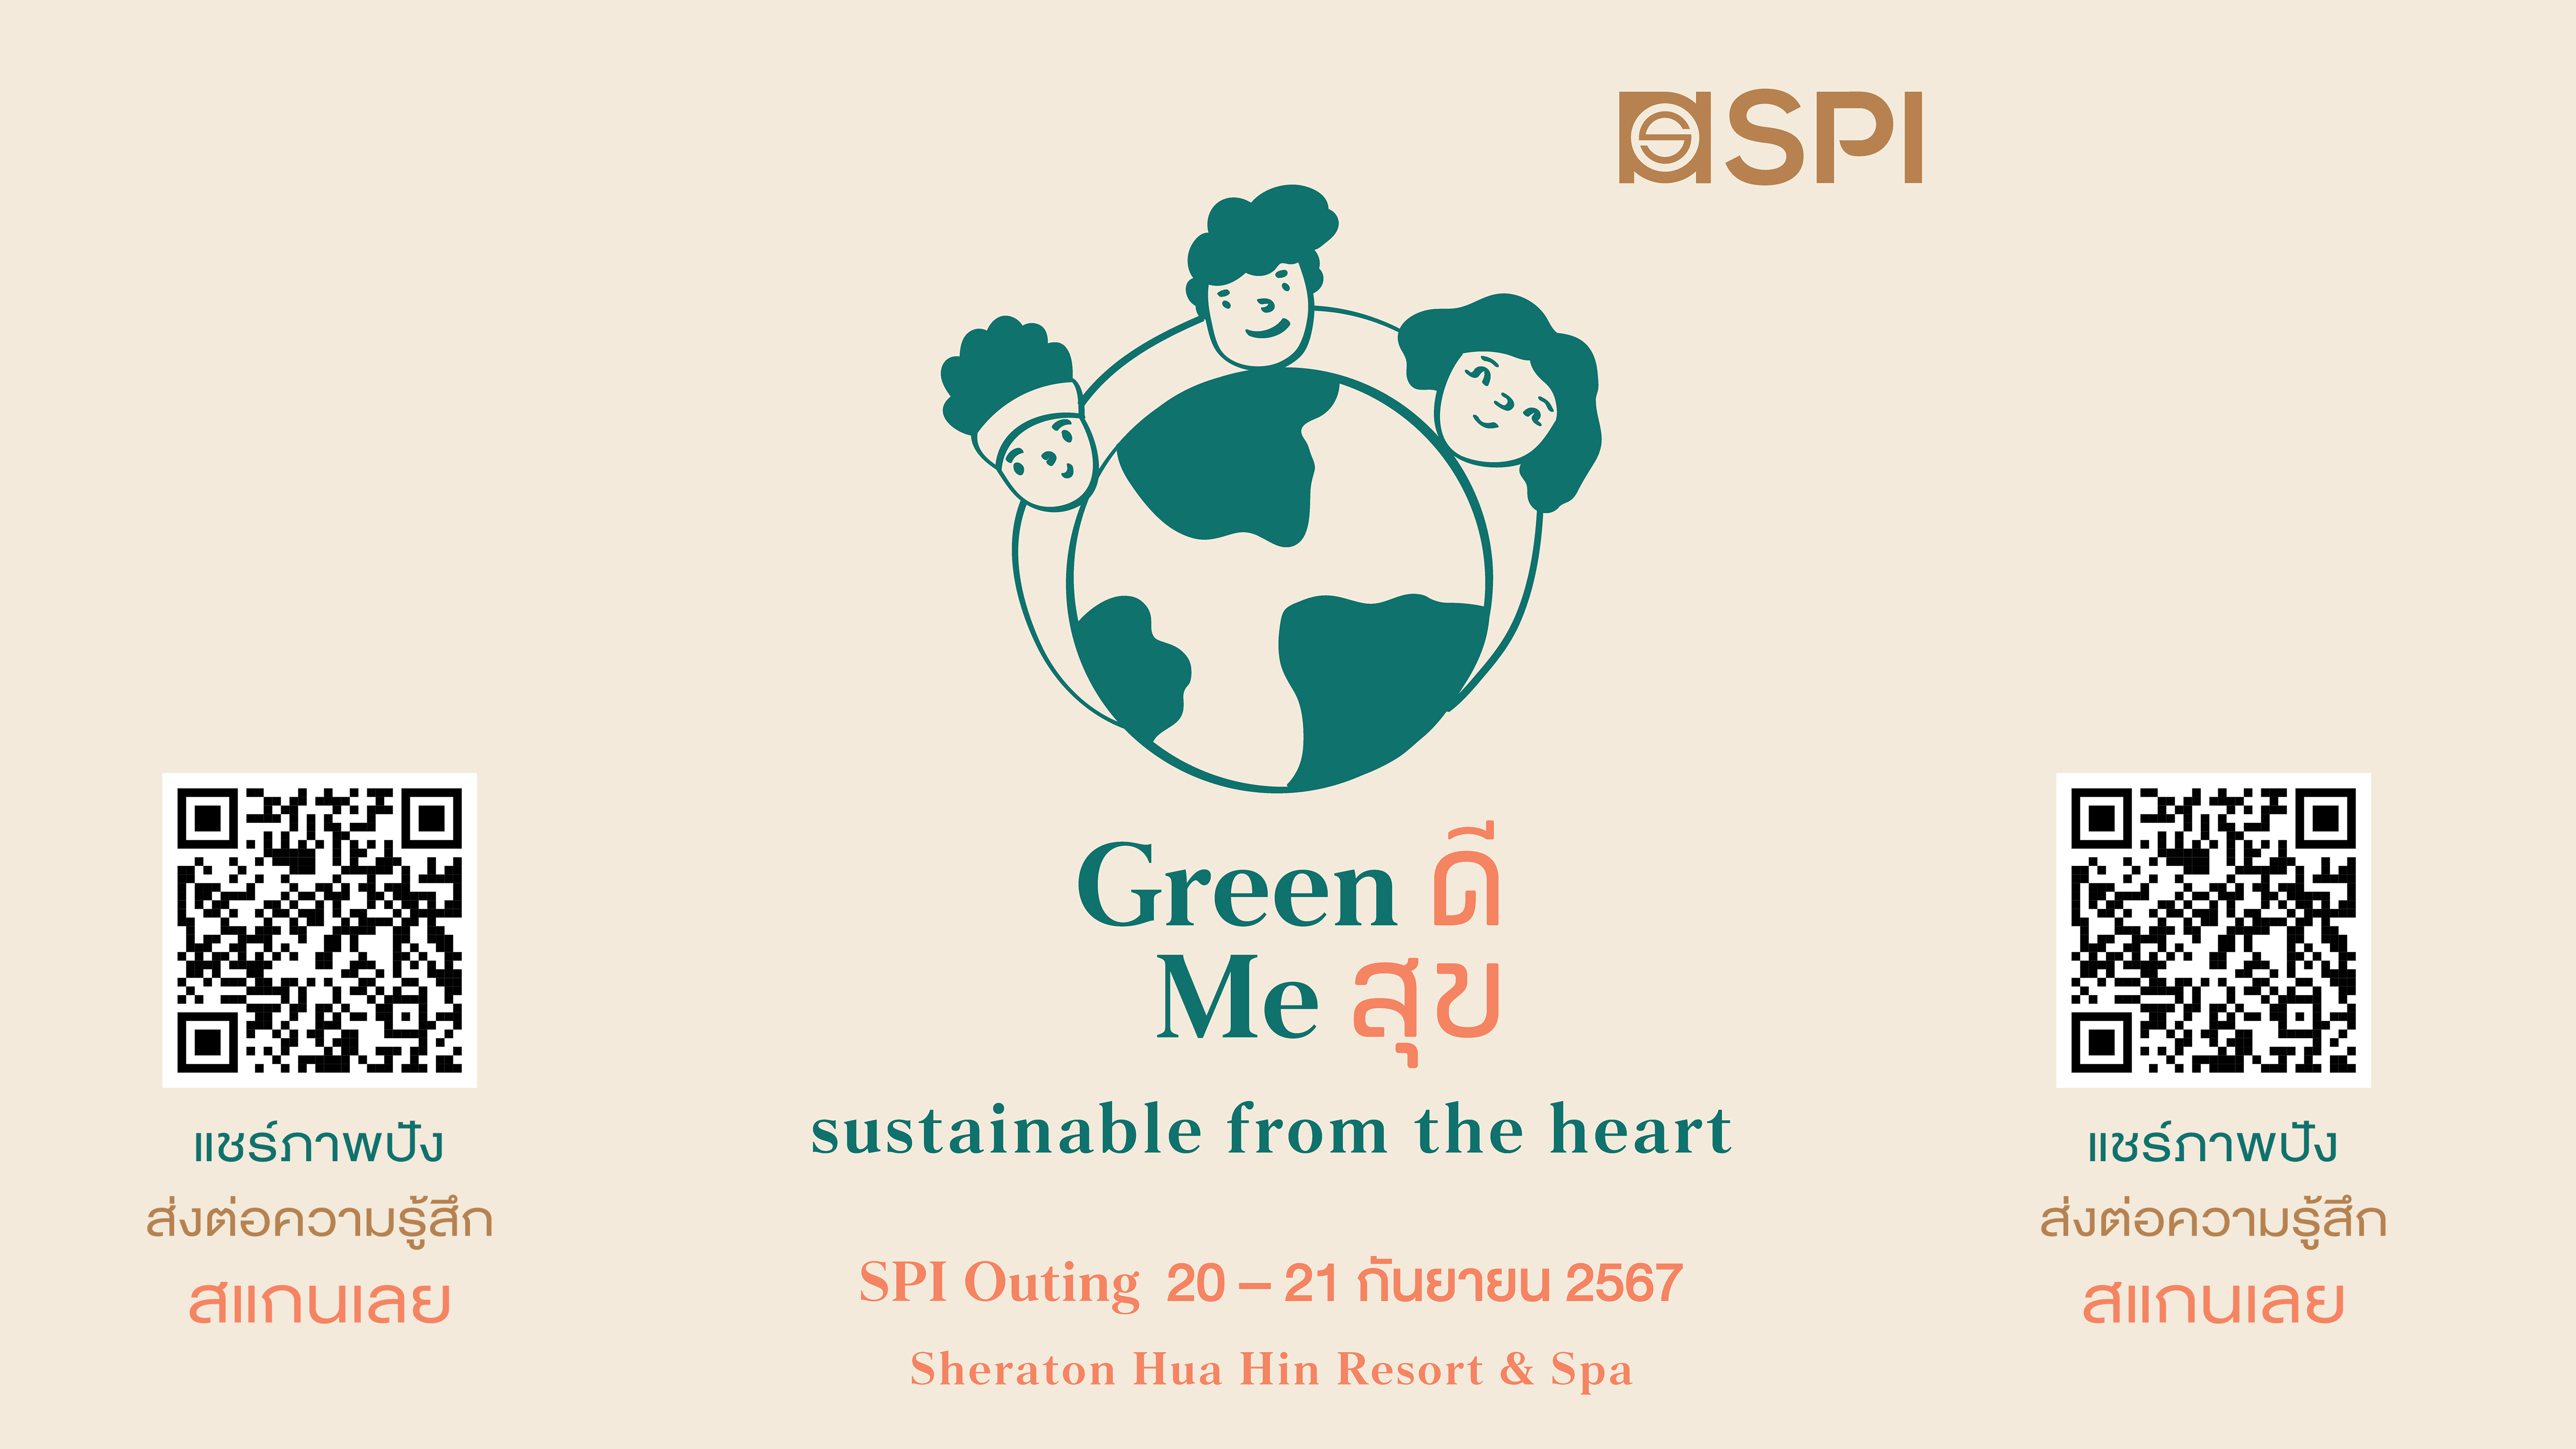 SPI
Green ดี
Me สุข
sustainable from the heart
SPI Outing 20 – 21 กันยายน 2567
Sheraton Hua Hin Resort & Spa
แชร์ภาพปัง
ส่งต่อความรู้สึก
สแกนเลย
แชร์ภาพปัง
ส่งต่อความรู้สึก
สแกนเลย